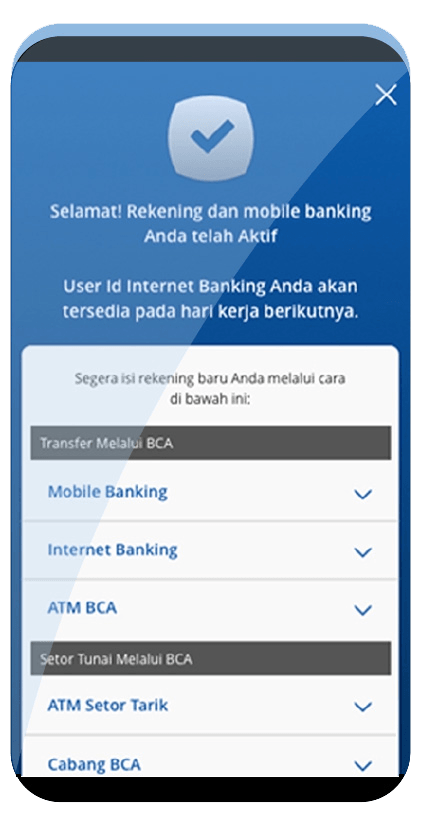 Selamat! Rekening dan mobile banking
Anda telah Aktif
User Id Internet Banking Anda akan
tersedia pada hari kerja berikutnya.
Segera isi rekening baru Anda melalui cara
di bawah ini:
Transfer Melalui BCA
Mobile Banking
Internet Banking
ATM BCA
Setor Tunai Melalui BCA
ATM Setor Tarik
Cabang BCA